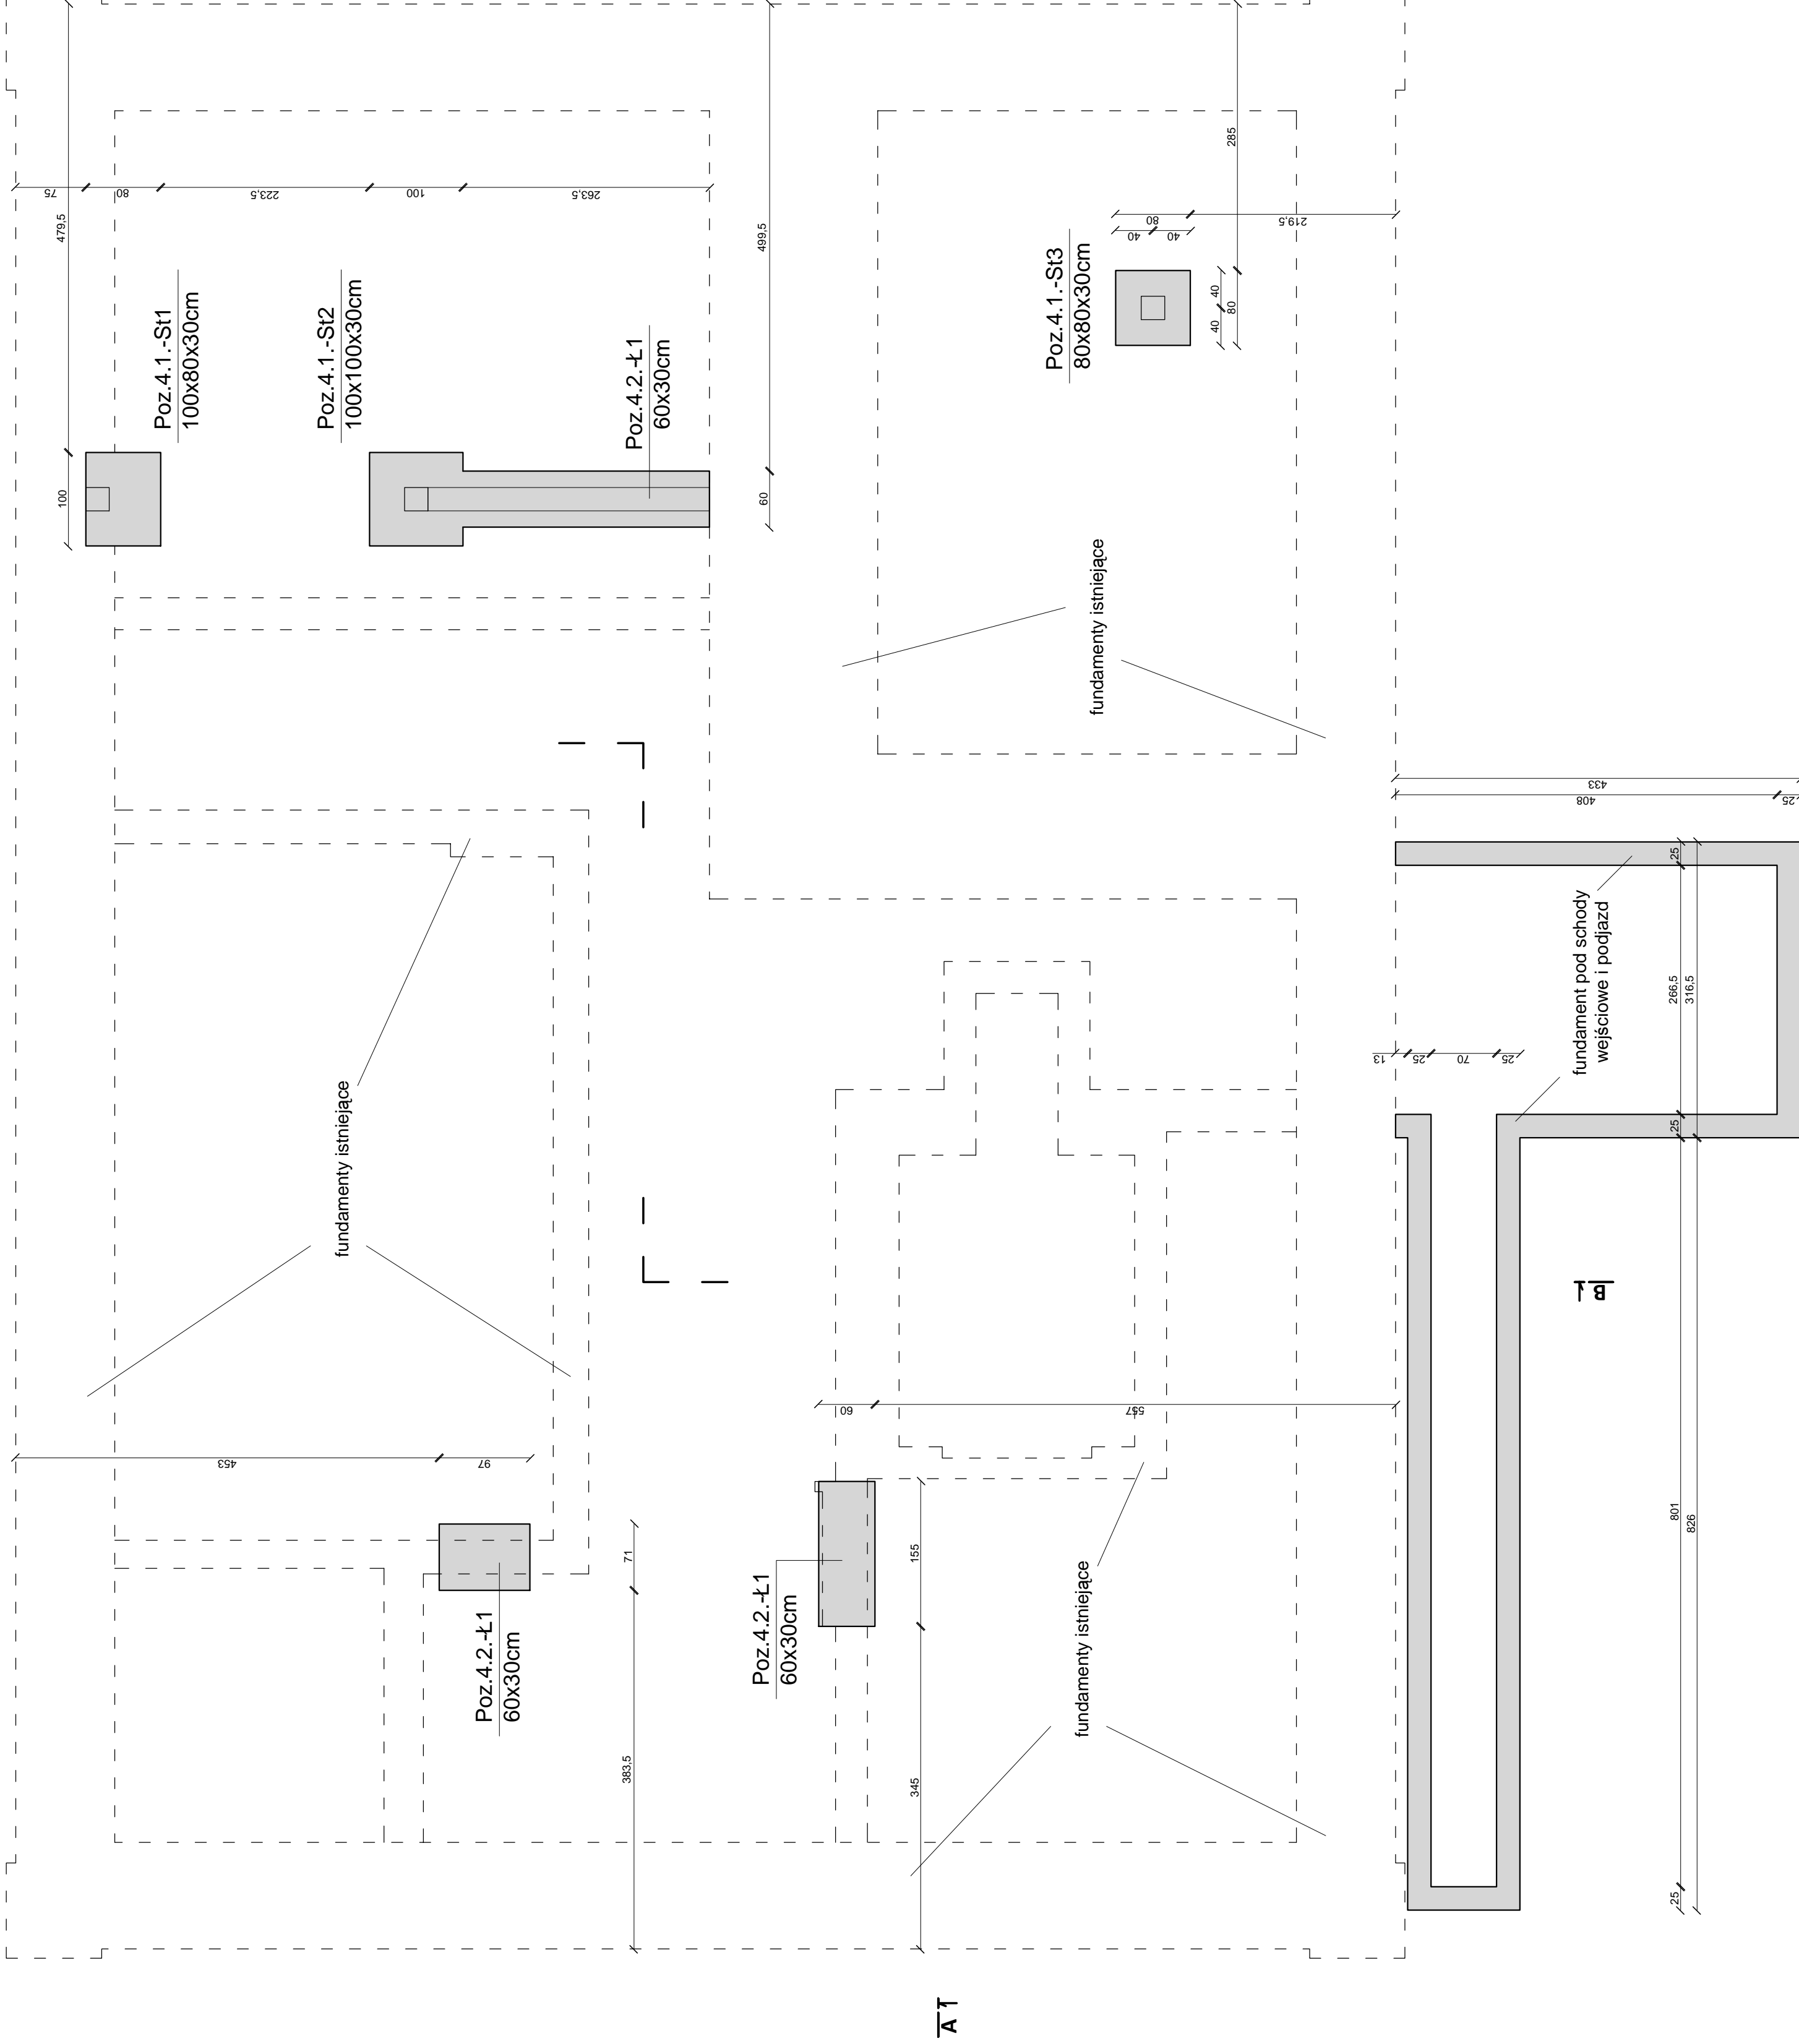 479,5
100
75
80
223,5
100
263,5
Poz.4.1.-St1
100x80x30cm
Poz.4.1.-St2
100x100x30cm
Poz.4.2.-Ł1
60x30cm
499,5
60
Poz.4.1.-St3
80x80x30cm
40
40
80
219,5
285
40
40
80
fundamenty istniejące
fundamenty istniejące
433
408
25
25
266,5
316,5
25
fundament pod schody
wejściowe i podjazd
13
25
70
25
801
826
25
453
97
71
383,5
Poz.4.2.-Ł1
60x30cm
60
557
155
345
Poz.4.2.-Ł1
60x30cm
fundamenty istniejące
A
B